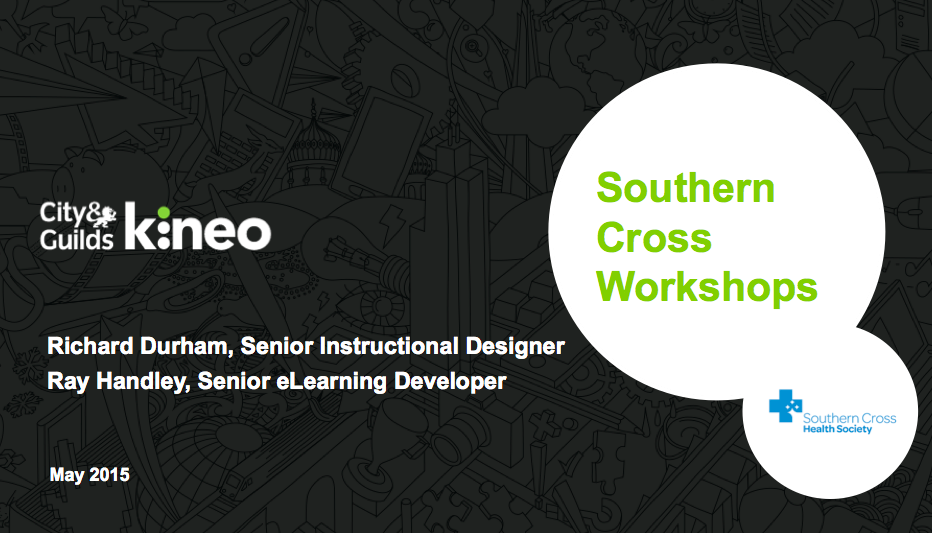 City&
Guilds
kineo
Southern
Cross
Workshops
Richard Durham, Senior Instructional Designer
Ray Handley, Senior eLearning Developer
Southern Cross
Health Society
May 2015